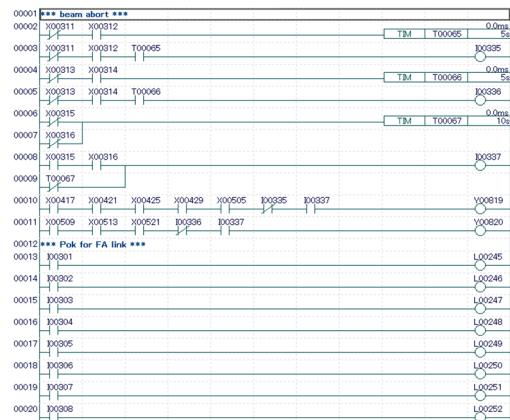 00001 *** beam abort ***
00002 X00311 X00312 0.0ms
TIM T00065 5s
00003 X00311 X00312 T00065 I00335
00004 X00313 X00314 0.0ms
TIM T00066 5s
00005 X00313 X00314 T00066 I00336
00006 X00315 0.0ms
TIM T00067 10s
00007 X00316
00008 X00315 X00316 I00337
00009 T00067
00010 X00417 X00421 X00425 X00429 X00505 I00335 I00337 Y00819
00011 X00509 X00513 X00521 I00336 I00337 Y00820
00012 *** Pok for FA link ***
00013 I00301 L00245
00014 I00302 L00246
00015 I00303 L00247
00016 I00304 L00248
00017 I00305 L00249
00018 I00306 L00250
00019 I00307 L00251
00020 I00308 L00252